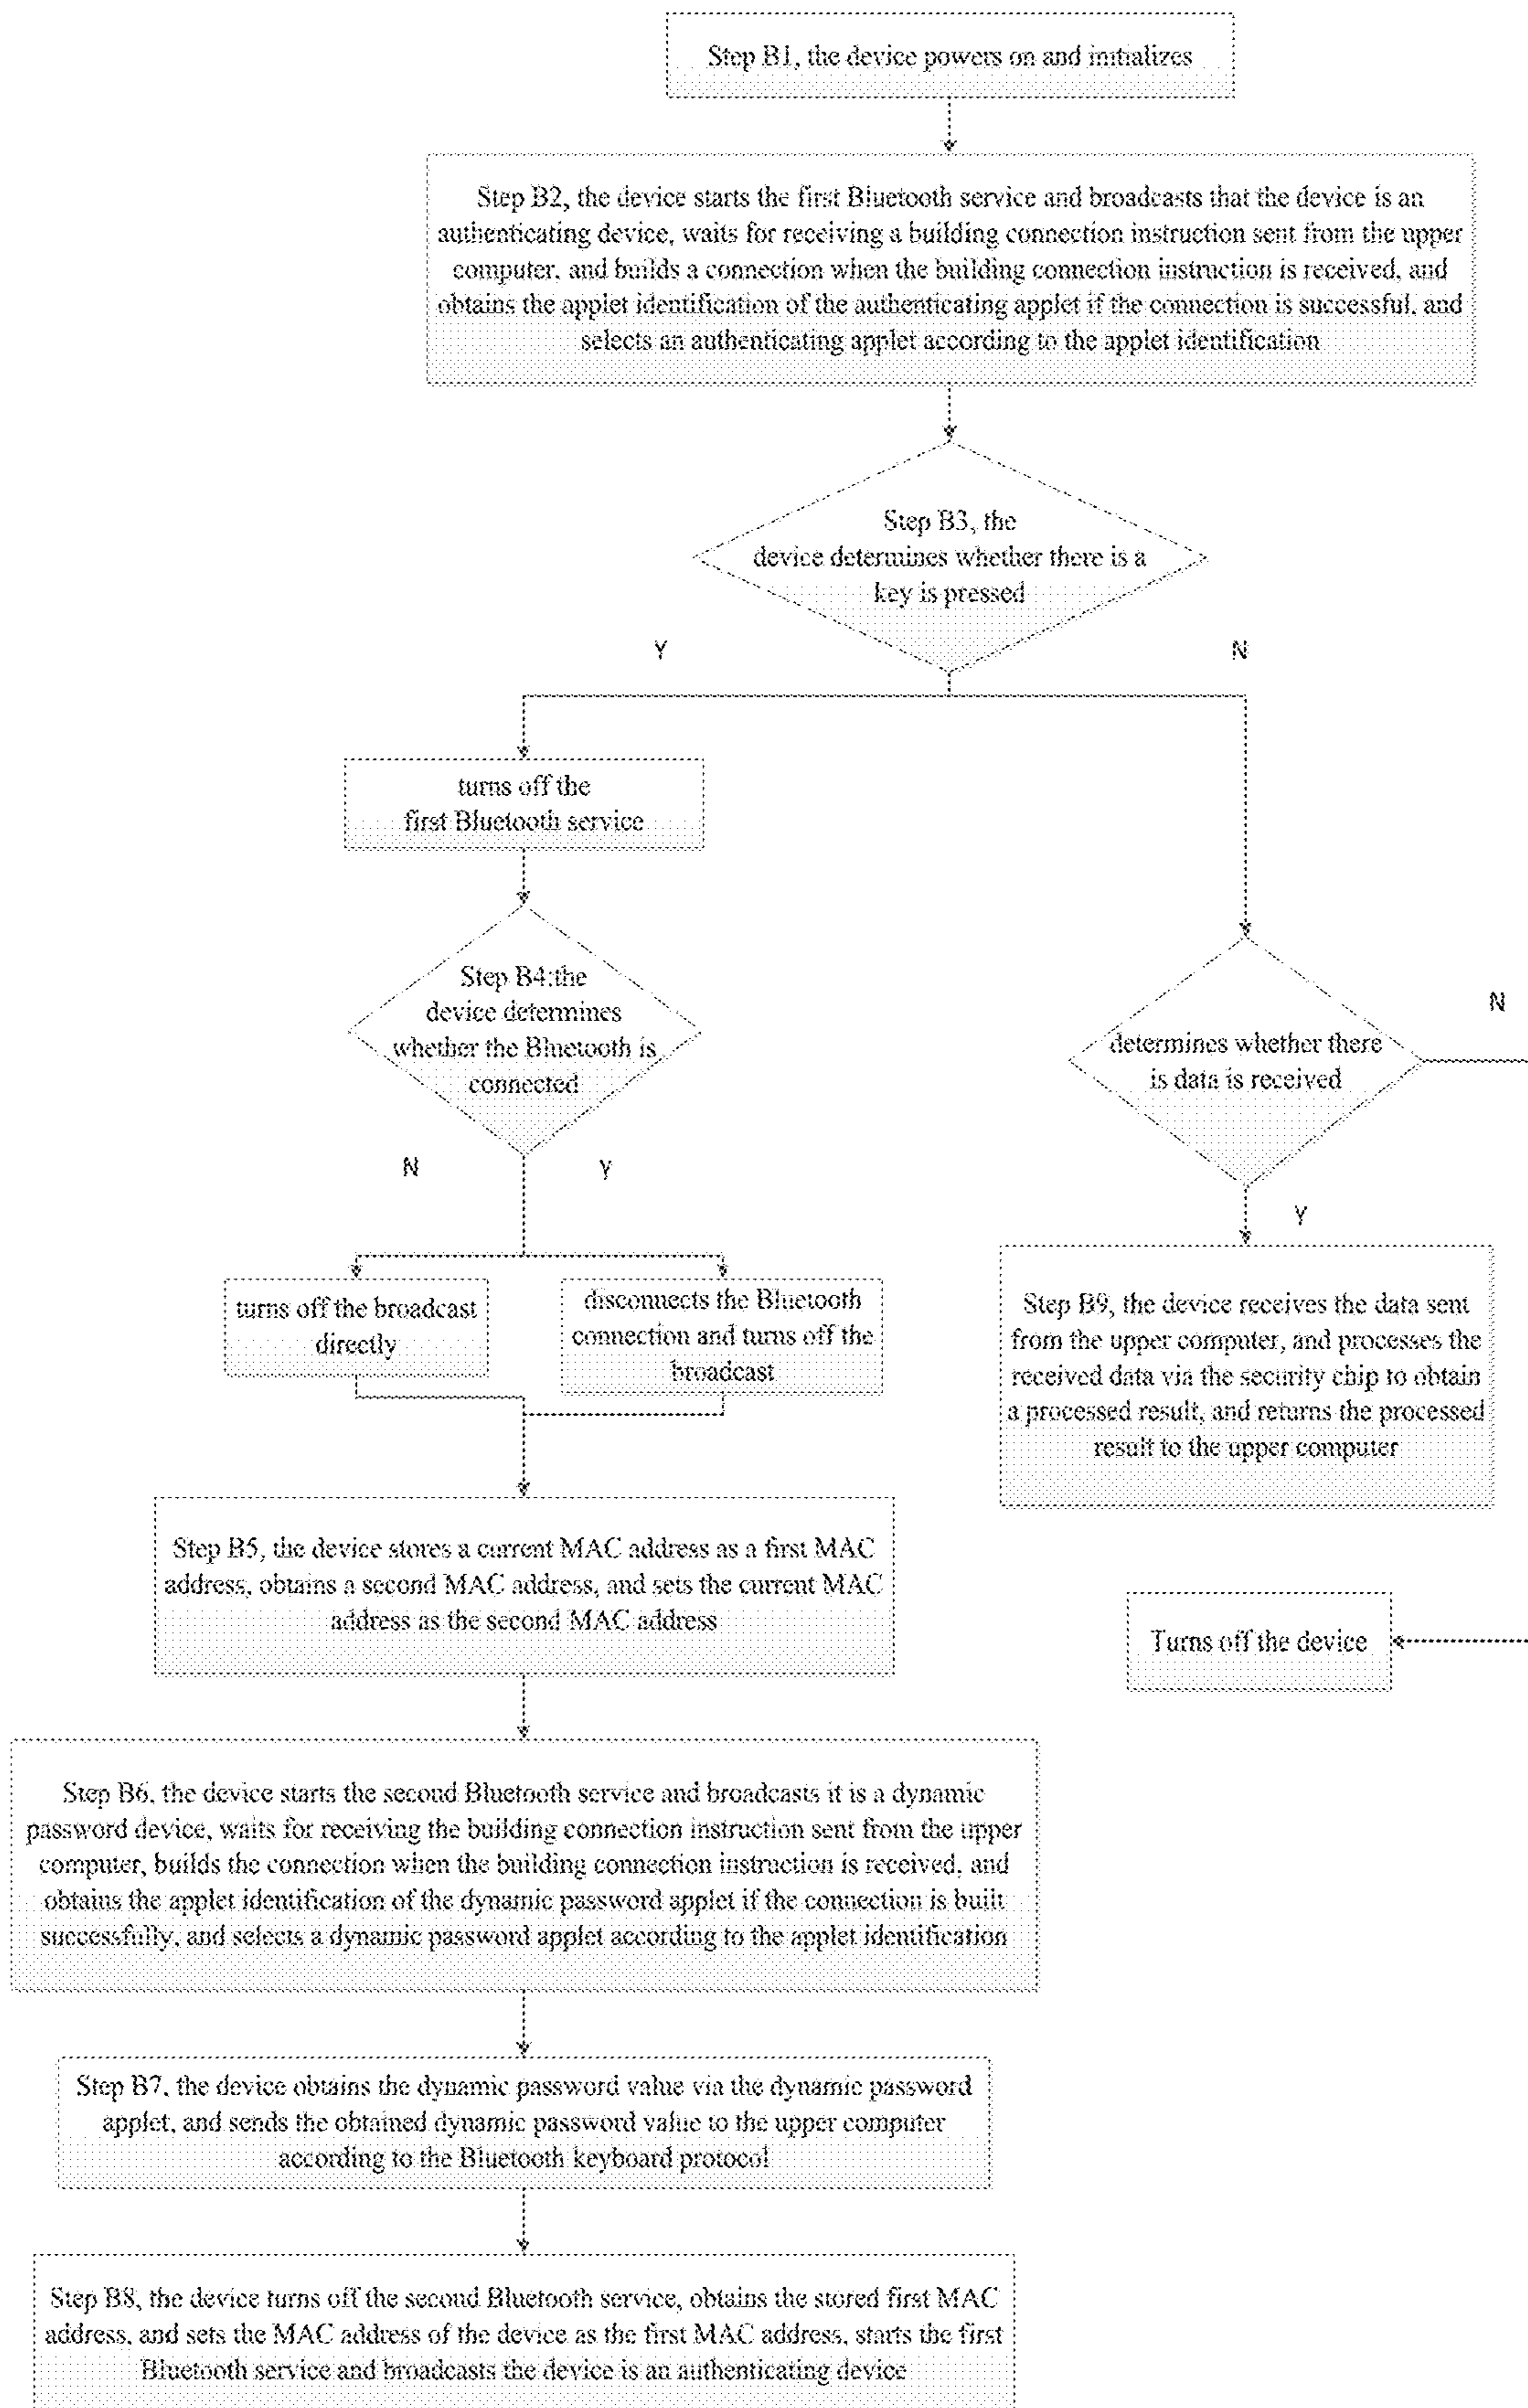 Step B1, the device powers on and initializes
Step B2, the device starts the first Bluetooth service and broadcasts that the device is an
authenticating device, waits for receiving a building connection instruction sent from the upper
computer, and builds a connection when the building connection instruction is received, and
obtains the applet identification of the authenticating applet if the connection is successful, and
selects an authenticating applet according to the applet identification
Step B3, the
device determines whether there is a
key is pressed
Y
N
turns off the
first Bluetooth service
Step B4:the
device determines
whether the Bluetooth is
connected
N
Y
determines whether there
is data is received
N
Y
turns off the broadcast
directly
disconnects the Bluetooth
connection and turns off the
broadcast
Step B9, the device receives the data sent
from the upper computer, and processes the
received data via the security chip to obtain
a processed result, and returns the processed
result to the upper computer
Step B5, the device stores a current MAC address as a first MAC
address, obtains a second MAC address, and sets the current MAC
address as the second MAC address
Turns off the device
Step B6, the device starts the second Bluetooth service and broadcasts it is a dynamic
password device, waits for receiving the building connection instruction sent from the upper
computer, builds the connection when the building connection instruction is received, and
obtains the applet identification of the dynamic password applet if the connection is built
successfully, and selects a dynamic password applet according to the applet identification
Step B7, the device obtains the dynamic password value via the dynamic password
applet, and sends the obtained dynamic password value to the upper computer
according to the Bluetooth keyboard protocol
Step B8, the device turns off the second Bluetooth service, obtains the stored first MAC
address, and sets the MAC address of the device as the first MAC address, starts the first
Bluetooth service and broadcasts the device is an authenticating device